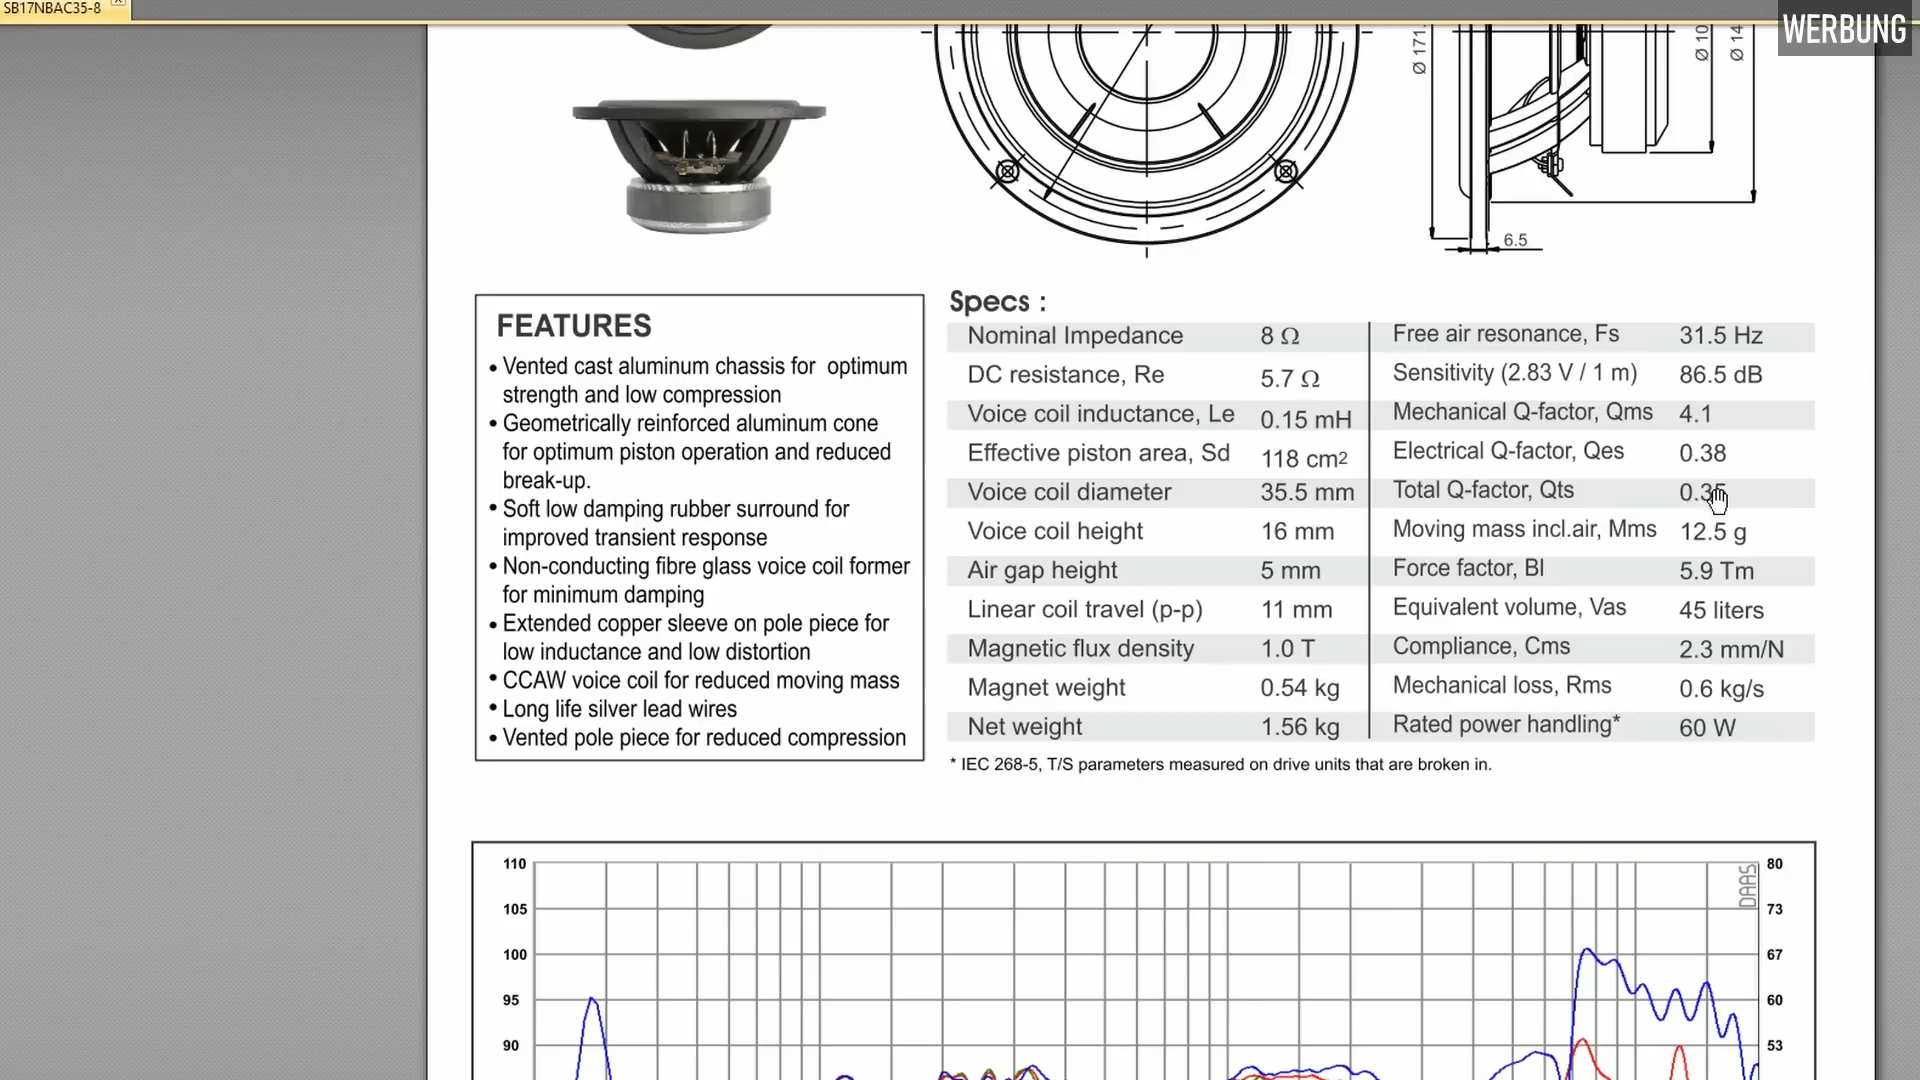 SB17NBAC35-8
WERBUNG
Ø 171.
Ø 10
Ø 14
6.5
FEATURES
• Vented cast aluminum chassis for optimum
strength and low compression
• Geometrically reinforced aluminum cone
for optimum piston operation and reduced
break-up.
• Soft low damping rubber surround for
improved transient response
• Non-conducting fibre glass voice coil former
for minimum damping
• Extended copper sleeve on pole piece for
low inductance and low distortion
• CCAW voice coil for reduced moving mass
• Long life silver lead wires
• Vented pole piece for reduced compression
Specs :
Nominal Impedance 8 Ω Free air resonance, Fs 31.5 Hz
DC resistance, Re 5.7 Ω Sensitivity (2.83 V / 1 m) 86.5 dB
Voice coil inductance, Le 0.15 mH Mechanical Q-factor, Qms 4.1
Effective piston area, Sd 118 cm2 Electrical Q-factor, Qes 0.38
Voice coil diameter 35.5 mm Total Q-factor, Qts 0.35
Voice coil height 16 mm Moving mass incl.air, Mms 12.5 g
Air gap height 5 mm Force factor, Bl 5.9 Tm
Linear coil travel (p-p) 11 mm Equivalent volume, Vas 45 liters
Magnetic flux density 1.0 T Compliance, Cms 2.3 mm/N
Magnet weight 0.54 kg Mechanical loss, Rms 0.6 kg/s
Net weight 1.56 kg Rated power handling* 60 W
* IEC 268-5, T/S parameters measured on drive units that are broken in.
110 80
DAAS
105 73
100 67
95 60
90 53